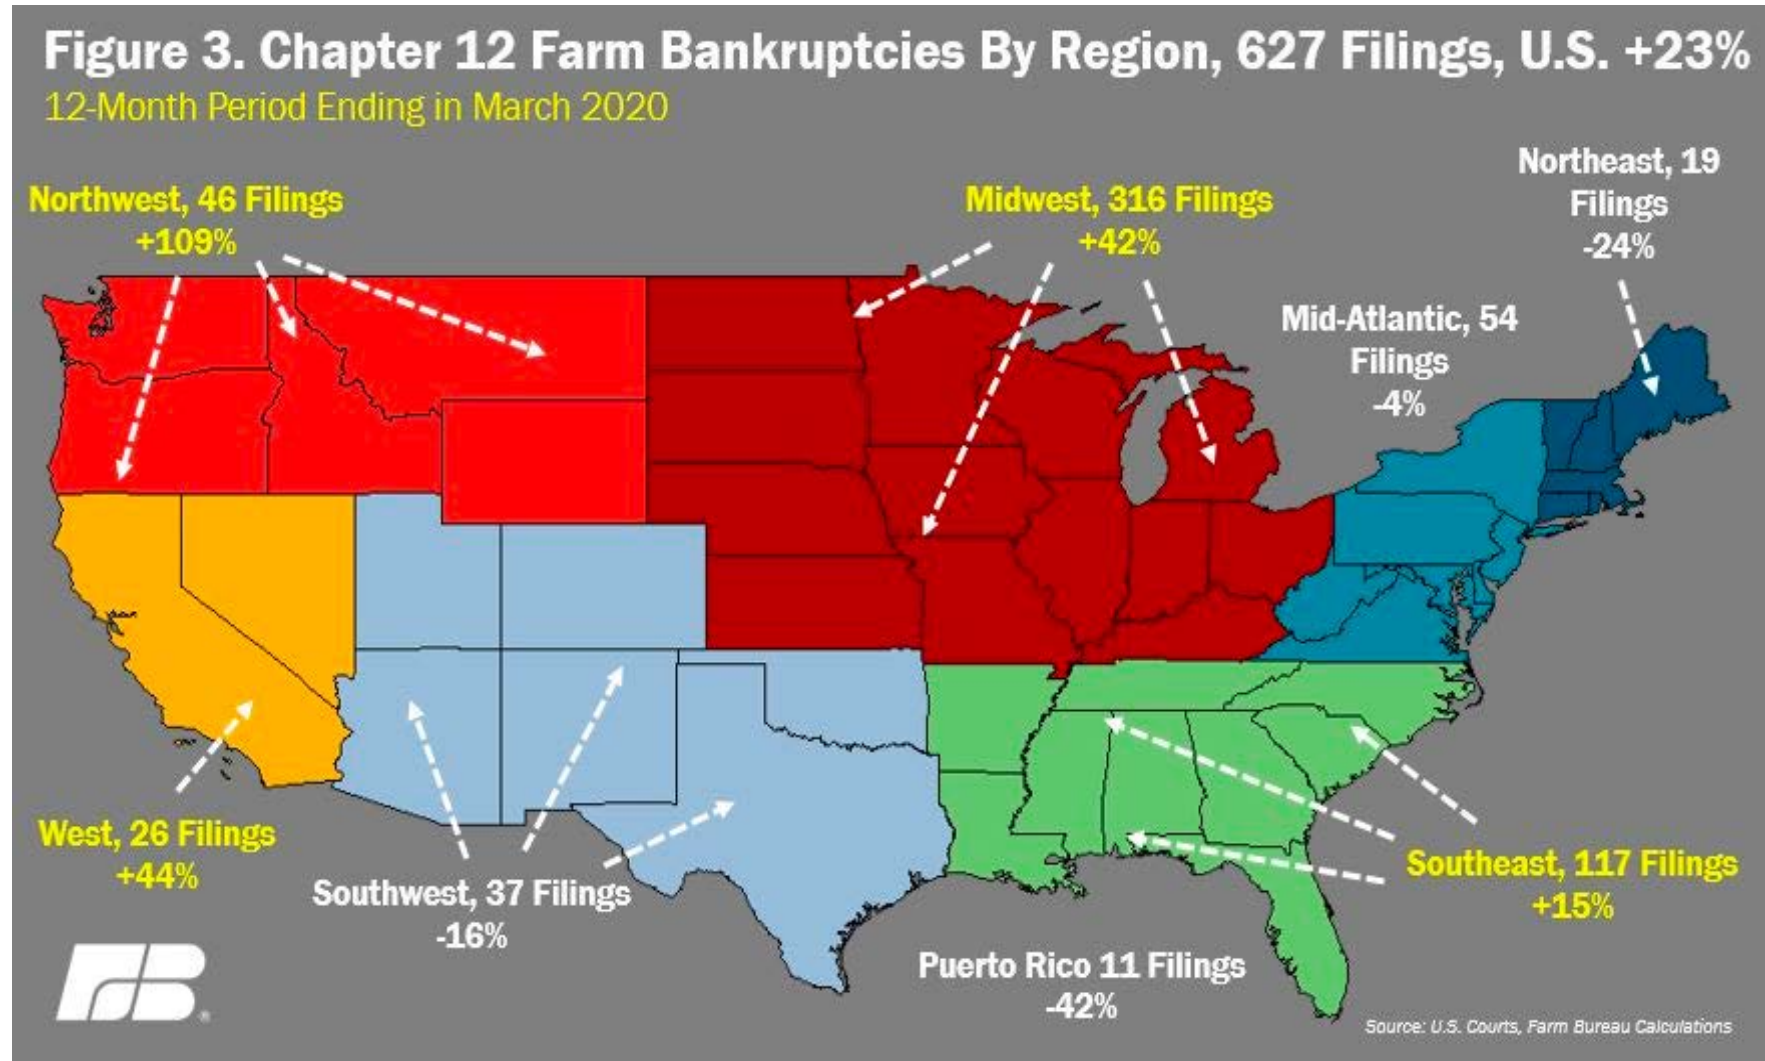 Figure 3. Chapter 12 Farm Bankruptcies By Region, 627 Filings, U.S. +23%
12-Month Period Ending in March 2020
Northeast, 19
Filings
-24%
Northwest, 46 Filings
+109%
Midwest, 316 Filings
+42%
Mid-Atlantic, 54
Filings
-4%
West, 26 Filings
+44%
Southwest, 37 Filings
-16%
Southeast, 117 Filings
+15%
Puerto Rico 11 Filings
-42%
FB®
Source: U.S. Courts, Farm Bureau Calculations